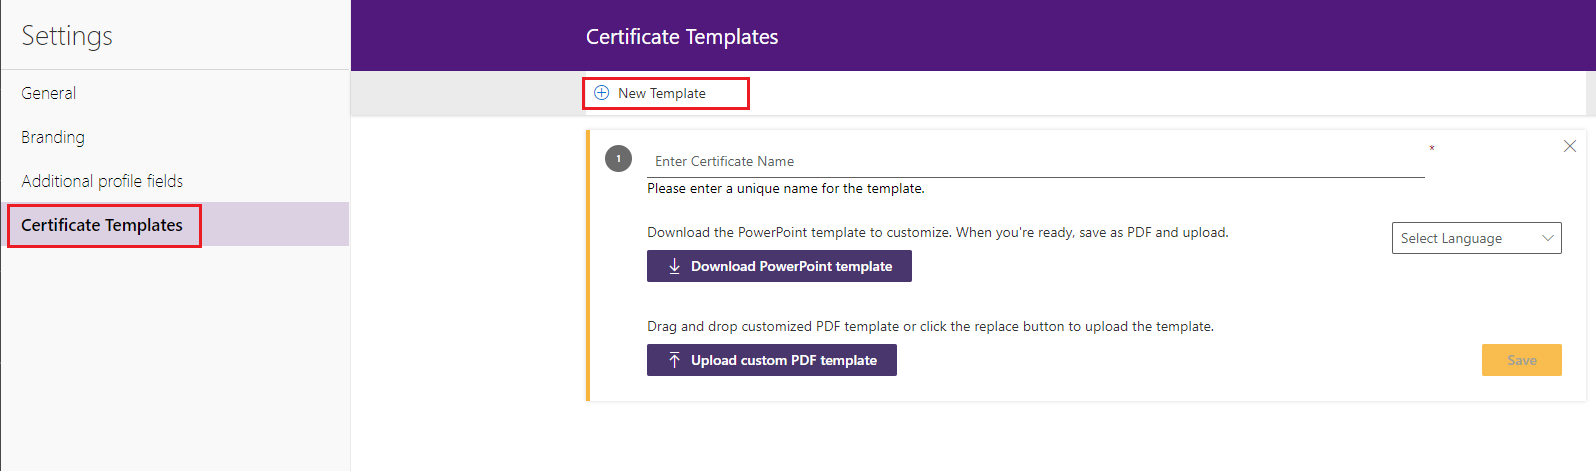 Settings
General
Branding
Additional profile fields
Certificate Templates
Certificate Templates
New Template
1
Enter Certificate Name
*
Please enter a unique name for the template.
Download the PowerPoint template to customize. When you're ready, save as PDF and upload.
Select Language
Download PowerPoint template
Drag and drop customized PDF template or click the replace button to upload the template.
Upload custom PDF template
Save